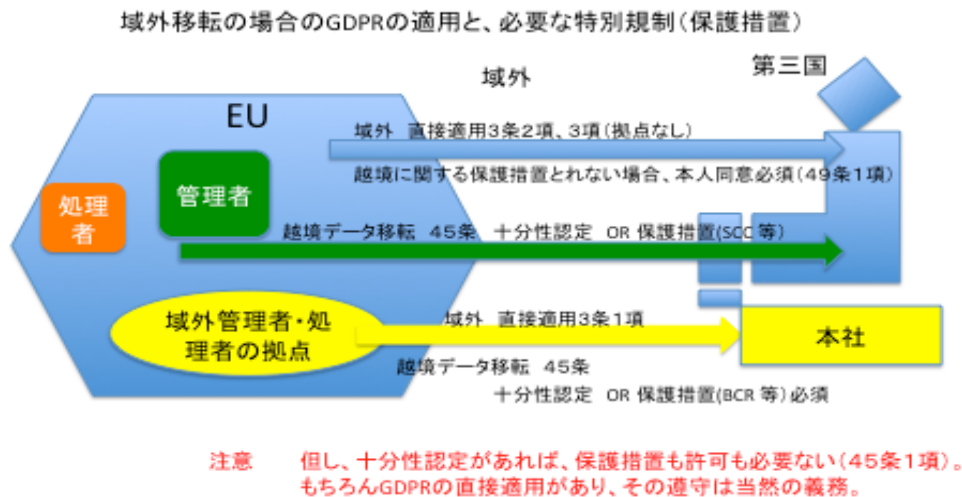 域外移転の場合のGDPRの適用と、必要な特別規制(保護措置)
域外
第三国
EU
域外 直接適用3条2項、3項(拠点なし)
越境に関する保護措置とれない場合、本人同意必須(49条1項)
管理者
処理
者
越境データ移転 45条 十分性認定 OR 保護措置(SCC 等)
域外管理者・処
理者の拠点
域外 直接適用3条1項
本社
越境データ移転 45条
十分性認定 OR 保護措置(BCR 等)必須
注意 但し、十分性認定があれば、保護措置も許可も必要ない(45条1項)。
もちろんGDPRの直接適用があり、その遵守は当然の義務。